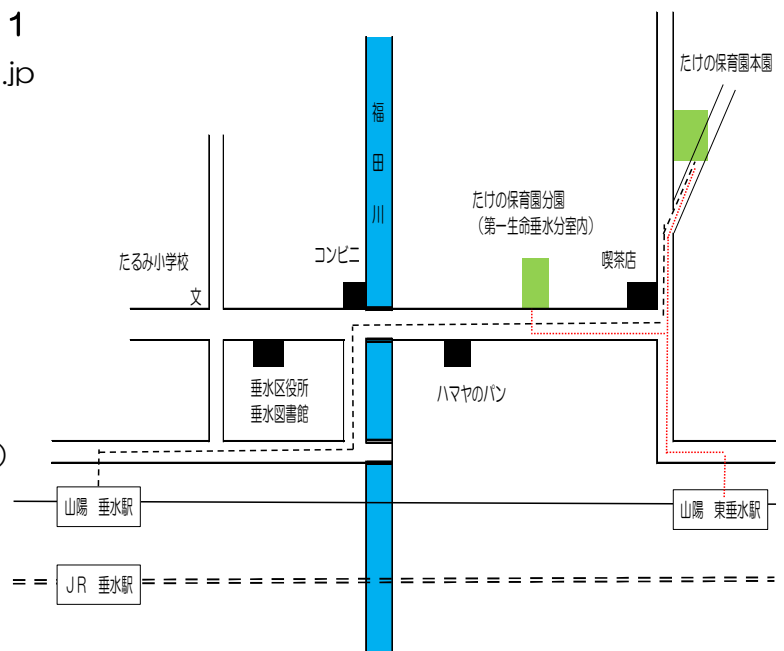 1
.jp
たけの保育園本園
福田川
たけの保育園分園
（第一生命垂水分室内）
コンビニ
喫茶店
たるみ小学校
文
垂水区役所
垂水図書館
ハマヤのパン
)
山陽 垂水駅
山陽 東垂水駅
JR 垂水駅